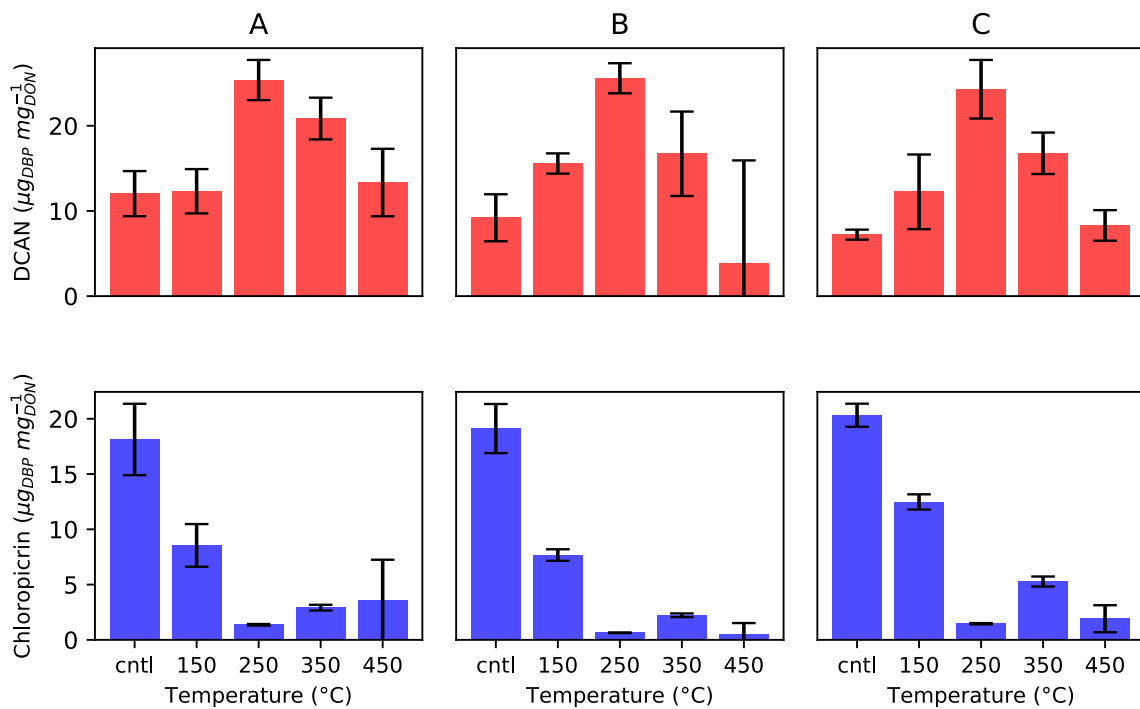 A B C
DCAN (μg_DBP mg_DON^−1)
20
10
0
Chloropicrin (μg_DBP mg_DON^−1)
20
15
10
5
0
cntl 150 250 350 450 cntl 150 250 350 450 cntl 150 250 350 450
Temperature (°C) Temperature (°C) Temperature (°C)